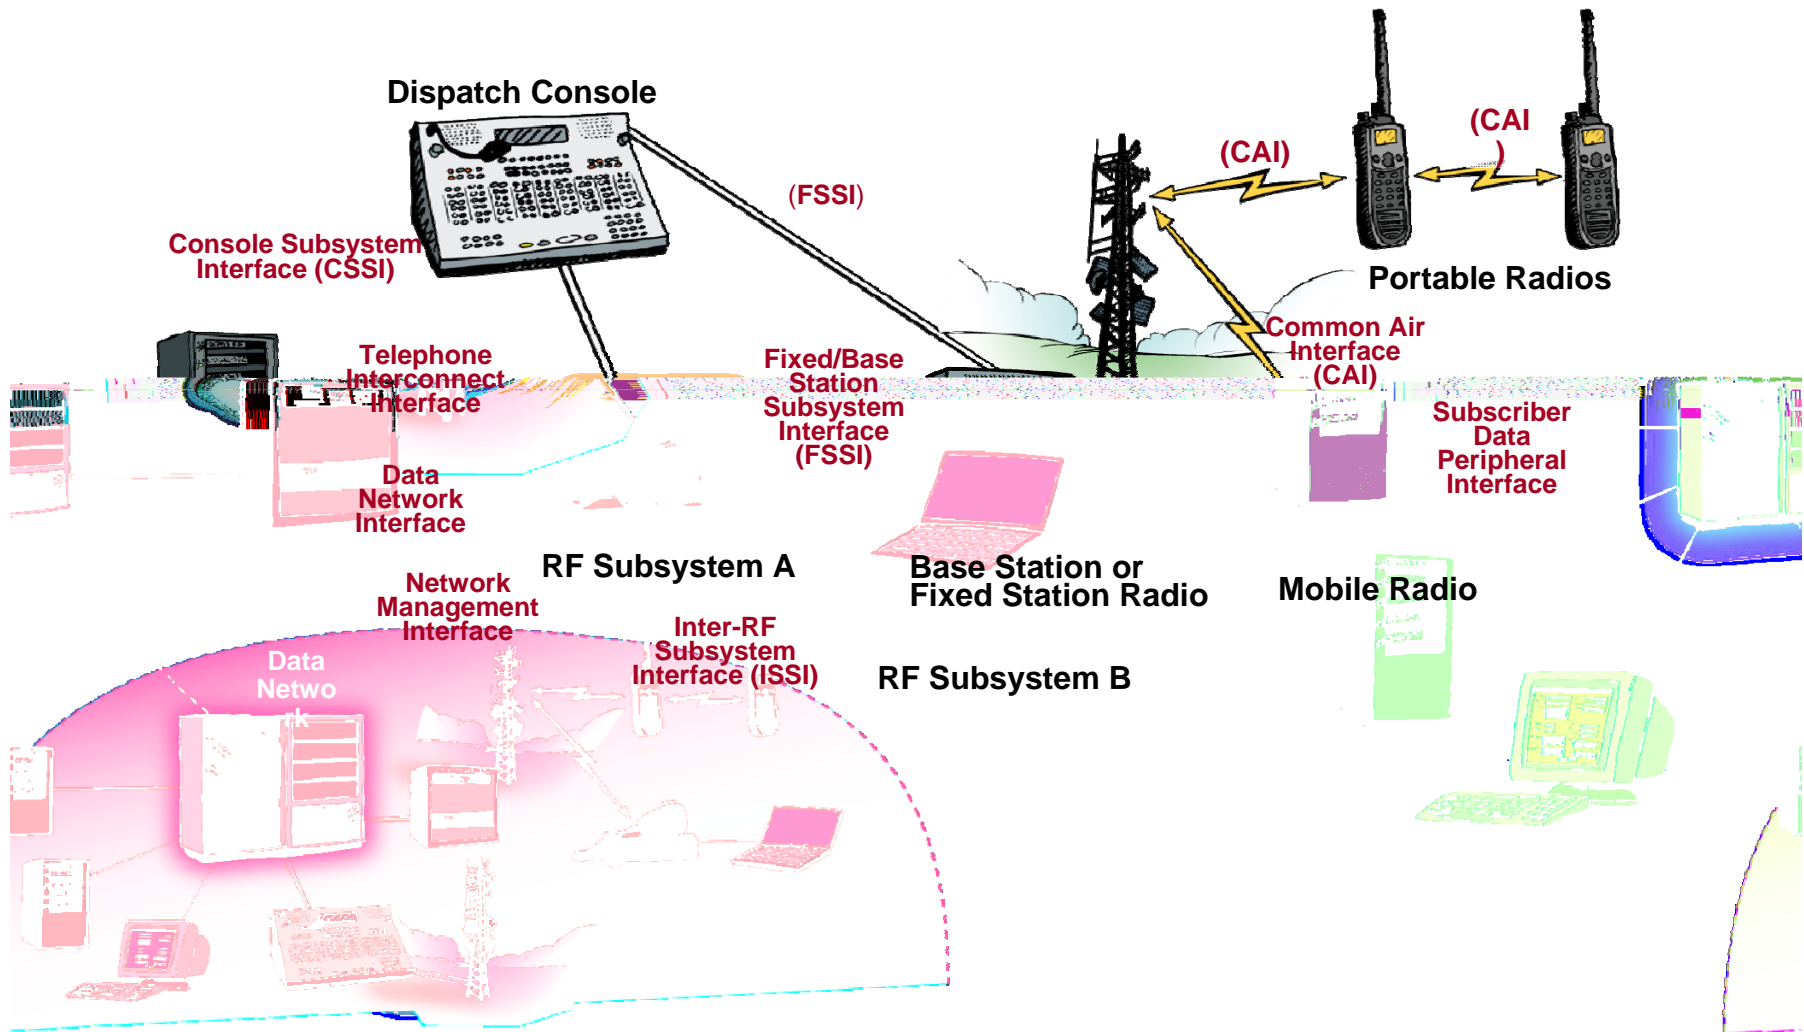 Dispatch Console
(CAI
)
(CAI)
(FSSI)
Console Subsystem
Interface (CSSI)
Portable Radios
Common Air
Interface
(CAI)
Telephone
Interconnect
Interface
Fixed/Base
Station
Subsystem
Interface
(FSSI)
Subscriber
Data
Peripheral
Interface
Data
Network
Interface
RF Subsystem A
Base Station or
Fixed Station Radio
Mobile Radio
Network
Management
Interface
Inter-RF
Subsystem
Interface (ISSI)
RF Subsystem B
Data
Netwo
rk